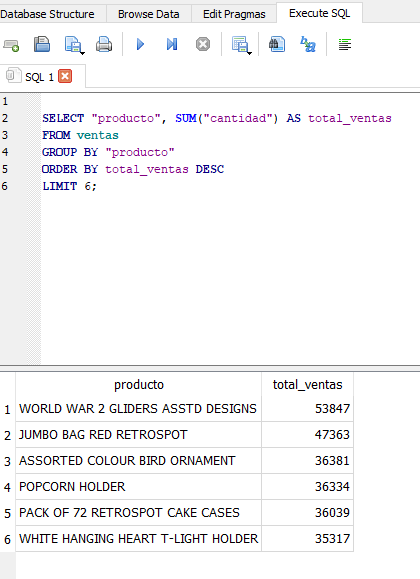 Database Structure Browse Data Edit Pragmas Execute SQL
SQL 1
1
2 SELECT "producto", SUM("cantidad") AS total_ventas
3 FROM ventas
4 GROUP BY "producto"
5 ORDER BY total_ventas DESC
6 LIMIT 6;
producto total_ventas
1 WORLD WAR 2 GLIDERS ASSTD DESIGNS 53847
2 JUMBO BAG RED RETROSPOT 47363
3 ASSORTED COLOUR BIRD ORNAMENT 36381
4 POPCORN HOLDER 36334
5 PACK OF 72 RETROSPOT CAKE CASES 36039
6 WHITE HANGING HEART T-LIGHT HOLDER 35317